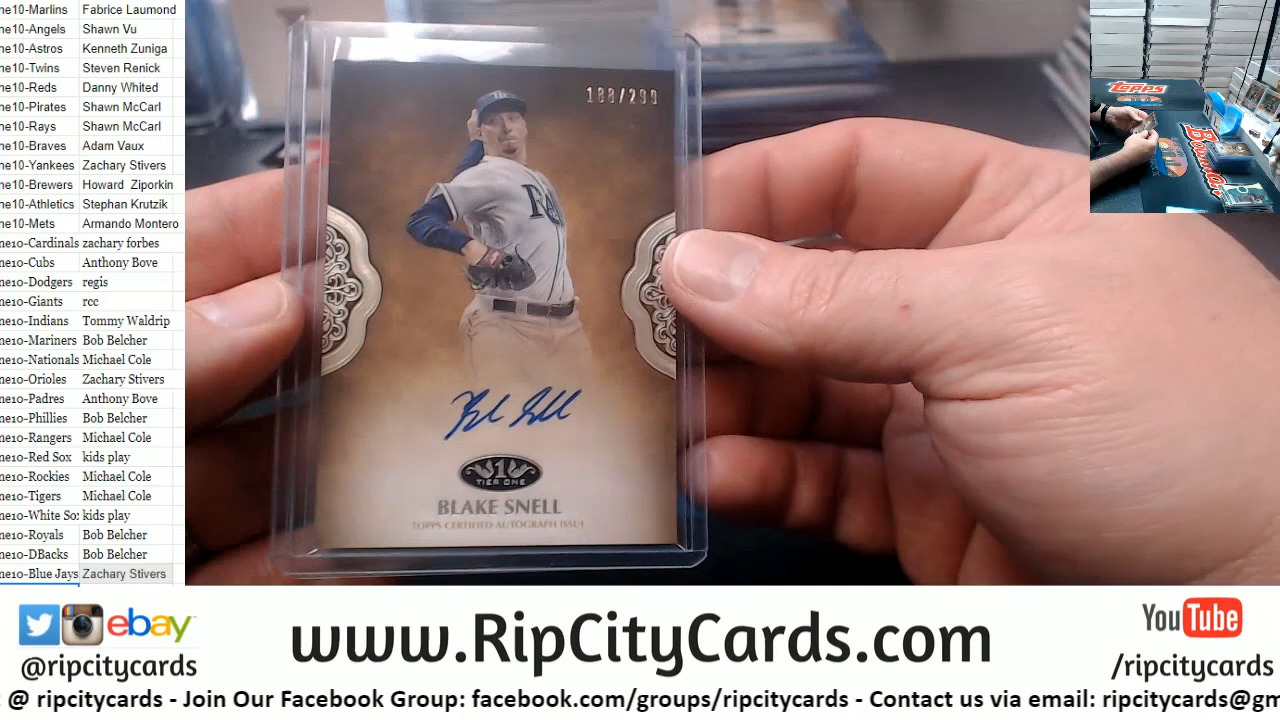 ne10-Marlins Fabrice Laumond
ne10-Angels Shawn Vu
ne10-Astros Kenneth Zuniga
ne10-Twins Steven Renick
ne10-Reds Danny Whited
ne10-Pirates Shawn McCarl
ne10-Rays Shawn McCarl
ne10-Braves Adam Vaux
ne10-Yankees Zachary Stivers
ne10-Brewers Howard Ziporkin
ne10-Athletics Stephan Krutzik
ne10-Mets Armando Montero
ne10-Cardinals zachary forbes
ne10-Cubs Anthony Bove
ne10-Dodgers regis
ne10-Giants rcc
ne10-Indians Tommy Waldrip
ne10-Mariners Bob Belcher
ne10-Nationals Michael Cole
ne10-Orioles Zachary Stivers
ne10-Padres Anthony Bove
ne10-Phillies Bob Belcher
ne10-Rangers Michael Cole
ne10-Red Sox kids play
ne10-Rockies Michael Cole
ne10-Tigers Michael Cole
ne10-White So kids play
ne10-Royals Bob Belcher
ne10-DBacks Bob Belcher
ne10-Blue Jays Zachary Stivers
188/299
RA
1
TIER ONE
BLAKE SNELL
TOPPS CERTIFIED AUTOGRAPH ISSUE
Topps
Bowman
ebay
@ripcitycards
www.RipCityCards.com
YouTube
/ripcitycards
@ ripcitycards - Join Our Facebook Group: facebook.com/groups/ripcitycards - Contact us via email: ripcitycards@gm